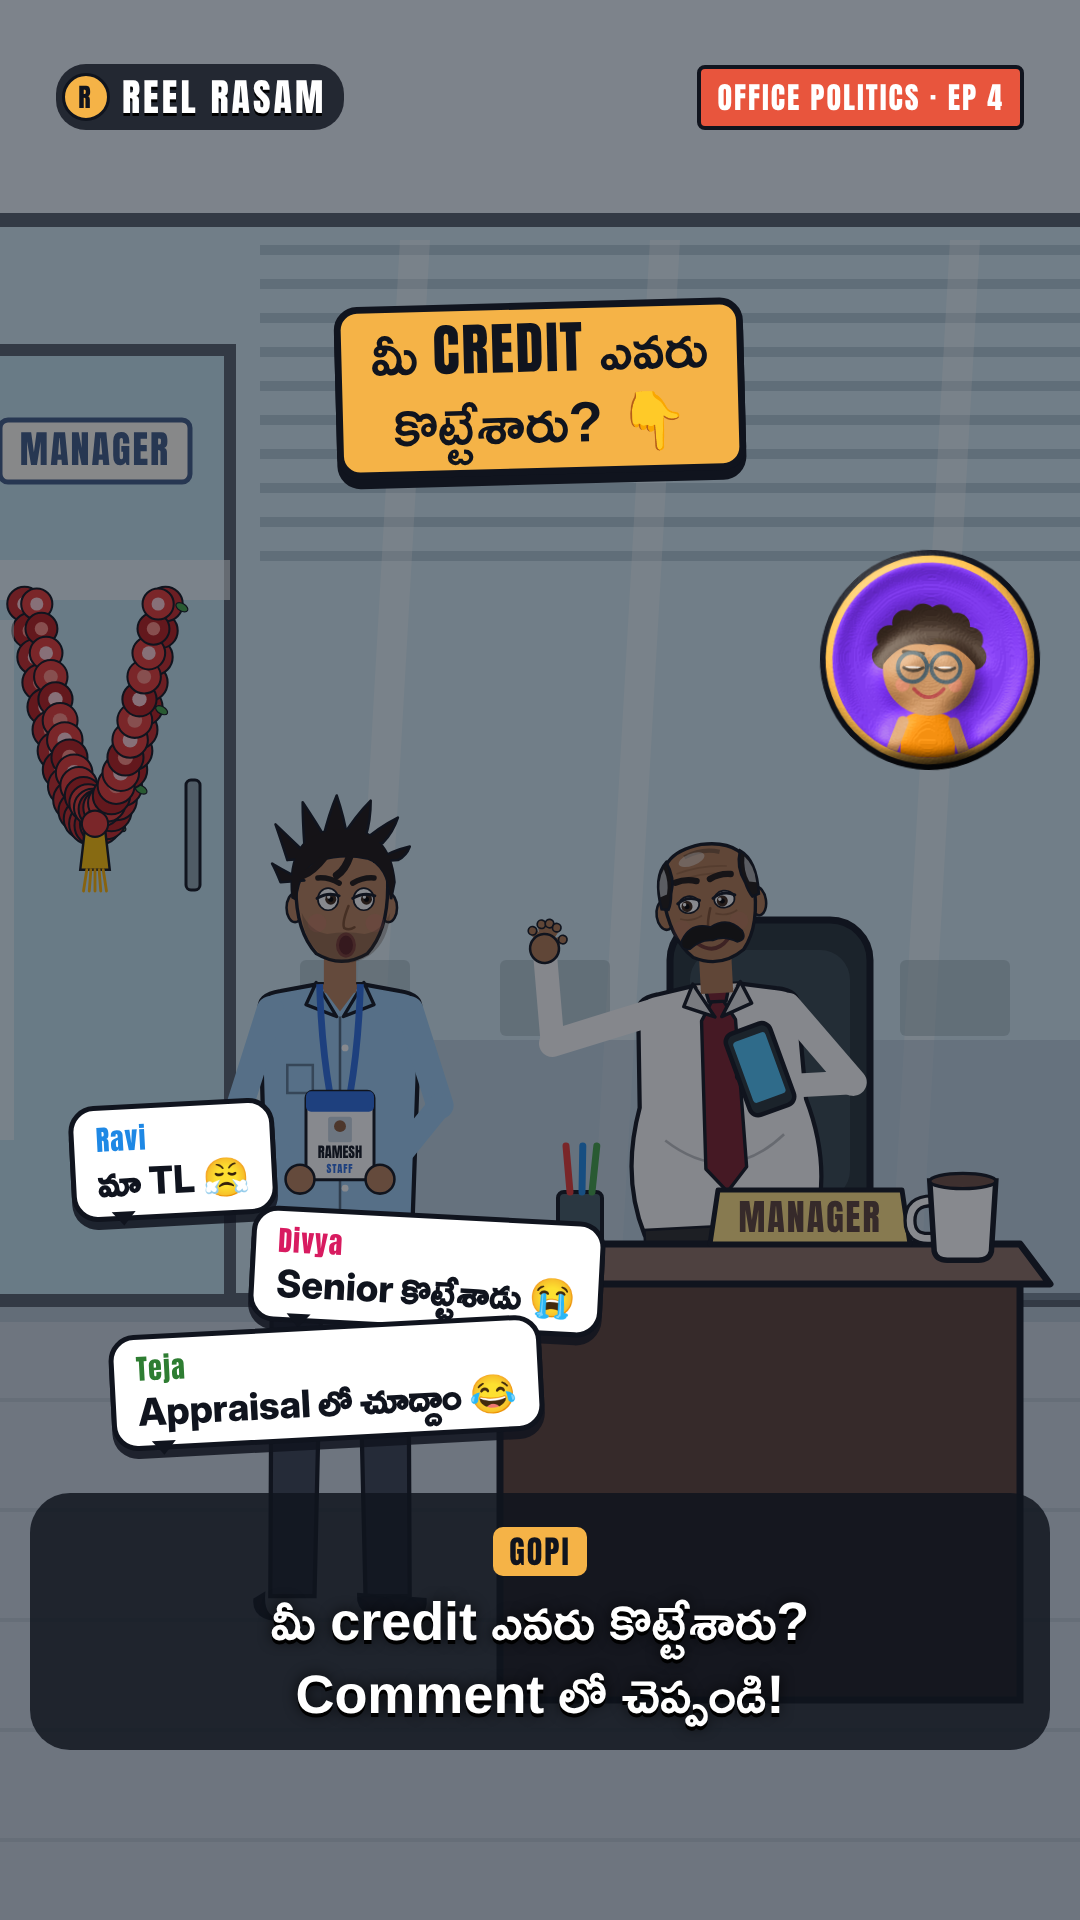 R REEL RASAM
OFFICE POLITICS · EP 4
మీ CREDIT ఎవరు
కొట్టేశారు? 👇
MANAGER
Ravi
మా TL 😤
RAMESH
STAFF
Divya
Senior కొట్టేశాడు 😭
MANAGER
Teja
Appraisal లో చూద్దాం 😂
GOPI
మీ credit ఎవరు కొట్టేశారు?
Comment లో చెప్పండి!